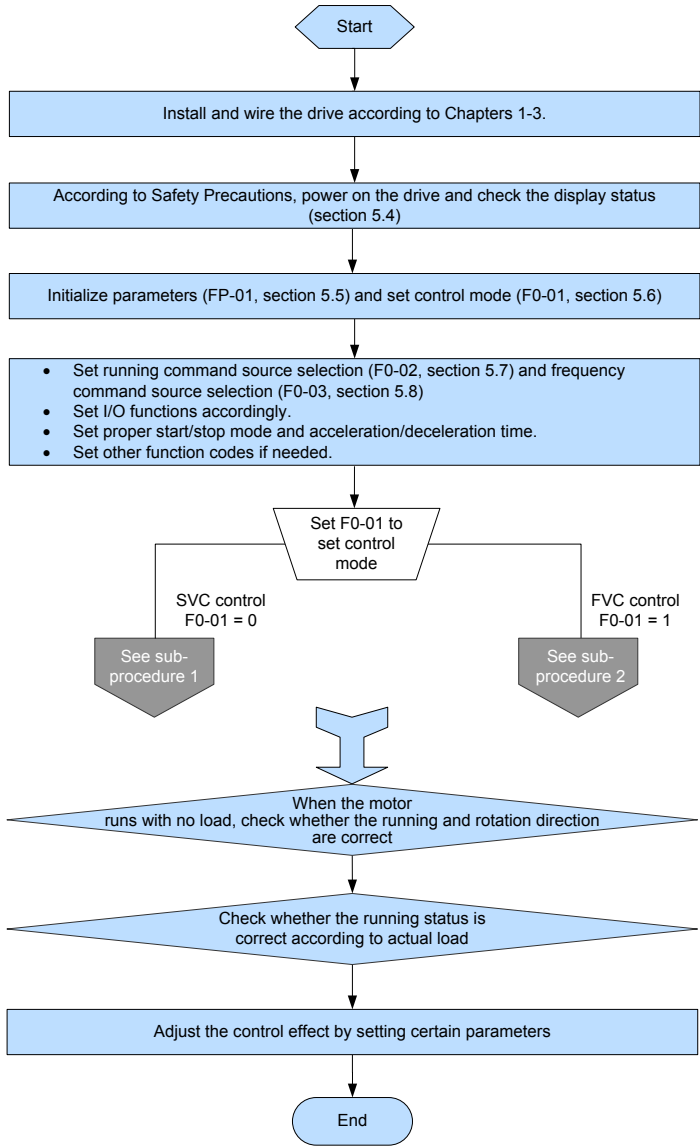 Start
Install and wire the drive according to Chapters 1-3.
According to Safety Precautions, power on the drive and check the display status
(section 5.4)
Initialize parameters (FP-01, section 5.5) and set control mode (F0-01, section 5.6)
• Set running command source selection (F0-02, section 5.7) and frequency
command source selection (F0-03, section 5.8)
• Set I/O functions accordingly.
• Set proper start/stop mode and acceleration/deceleration time.
• Set other function codes if needed.
Set F0-01 to
set control
mode
SVC control
F0-01 = 0
See sub-
procedure 1
FVC control
F0-01 = 1
See sub-
procedure 2
When the motor
runs with no load, check whether the running and rotation direction
are correct
Check whether the running status is
correct according to actual load
Adjust the control effect by setting certain parameters
End